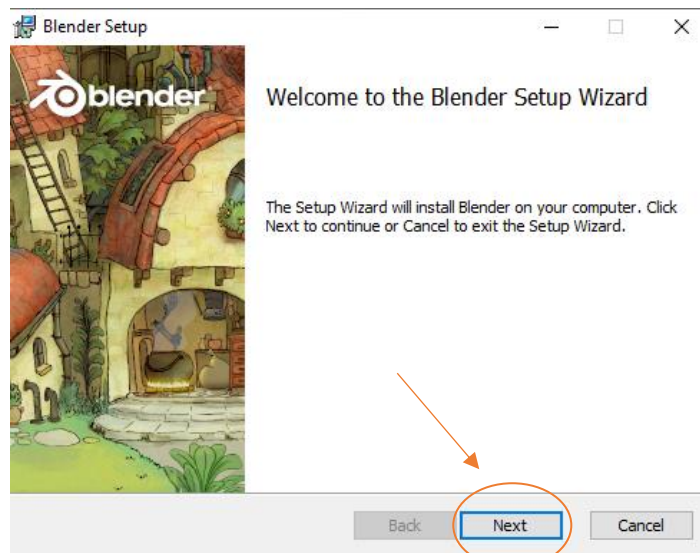 Blender Setup
blender
Welcome to the Blender Setup Wizard
The Setup Wizard will install Blender on your computer. Click
Next to continue or Cancel to exit the Setup Wizard.
Back
Next
Cancel